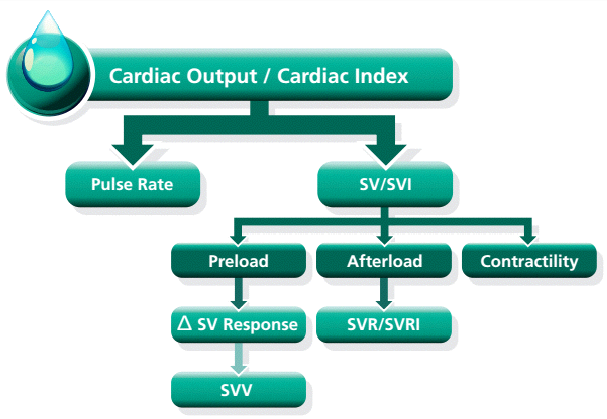 Cardiac Output / Cardiac Index
Pulse Rate
SV/SVI
Preload
Afterload
Contractility
Δ SV Response
SVR/SVRI
SVV